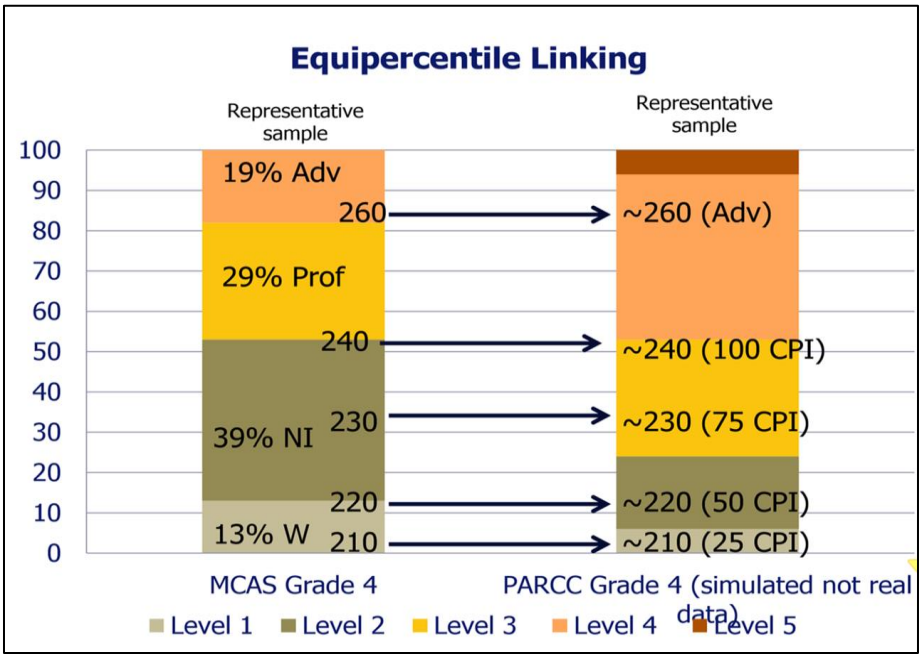 Equipercentile Linking
Representative
sample
Representative
sample
100
90
80
70
60
50
40
30
20
10
0
19% Adv
260
29% Prof
240
39% NI
230
220
13% W
210
~260 (Adv)
~240 (100 CPI)
~230 (75 CPI)
~220 (50 CPI)
~210 (25 CPI)
MCAS Grade 4
PARCC Grade 4 (simulated not real
data)
Level 1 Level 2 Level 3 Level 4 Level 5